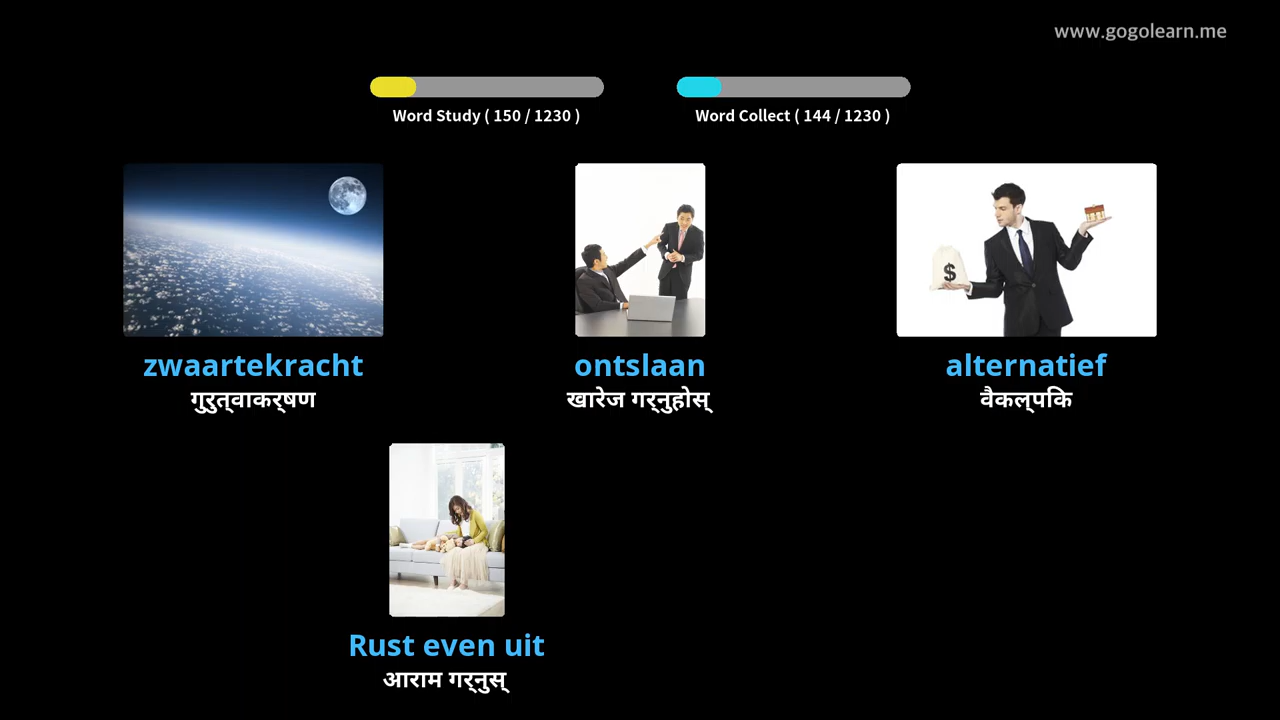 www.gogolearn.me
Word Study ( 150 / 1230 )
Word Collect ( 144 / 1230 )
zwaartekracht
ontslaan
alternatief
गुरुत्वाकर्षण
खारेज गर्नुहोस्
वैकल्पिक
Rust even uit
आराम गर्नुस्